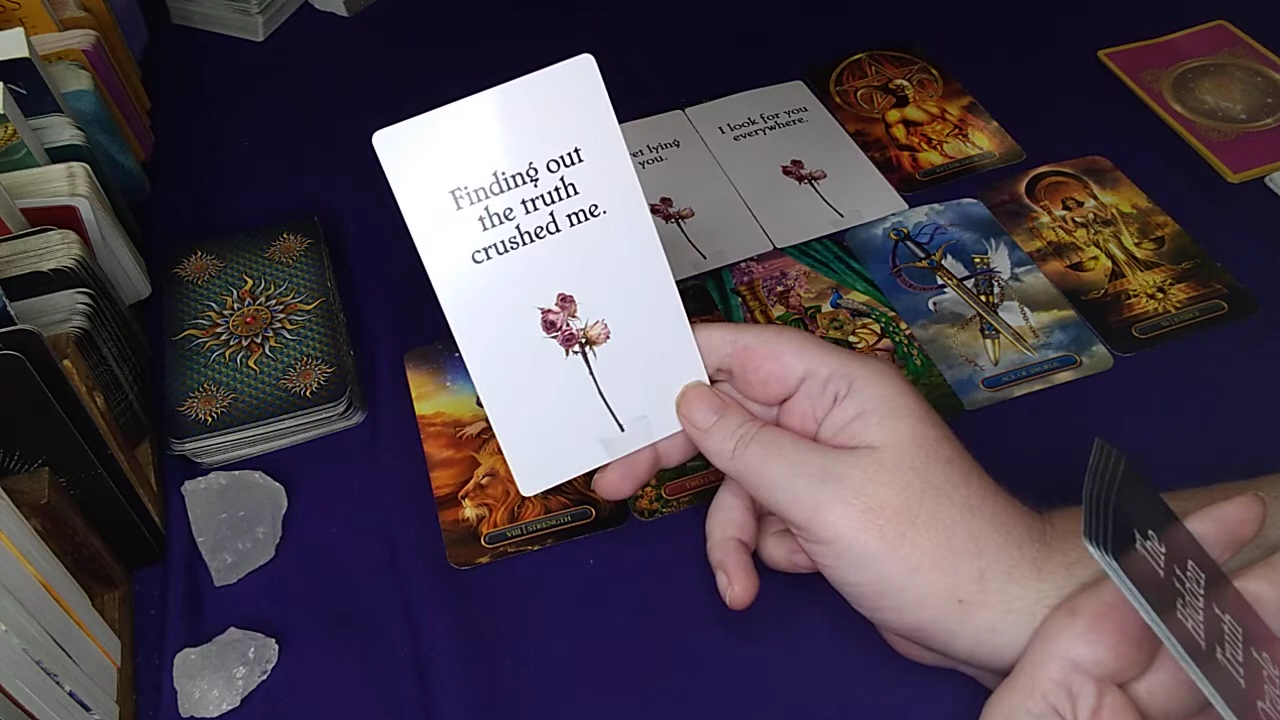 Finding out
the truth
crushed me.
lying
you.
I look for you
everywhere.
VIII | STRENGTH
ACE OF SWORDS
The
Hidden
Truth
Oracle